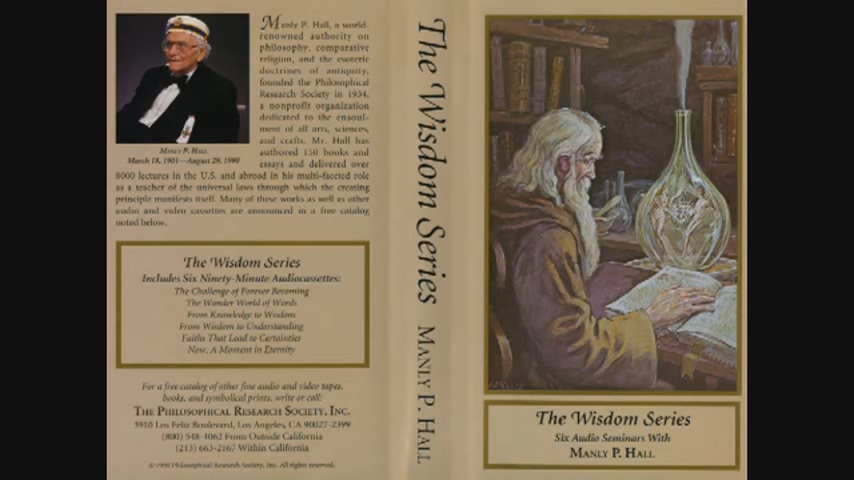 Manly P. Hall, a world-
renowned authority on
philosophy, comparative
religion, and the esoteric
doctrines of antiquity,
founded the Philosophical
Research Society in 1934,
a nonprofit organization
dedicated to the ensoul-
ment of all arts, sciences,
and crafts. Mr. Hall has
authored 150 books and
essays and delivered over
8000 lectures in the U.S. and abroad in his multi-faceted role
as a teacher of the universal laws through which the creating
principle manifests itself. Many of these works as well as other
audio and video cassettes are announced in a free catalog
noted below.
MANLY P. HALL
March 18, 1901—August 29, 1990
The Wisdom Series
Includes Six Ninety-Minute Audiocassettes:
The Challenge of Forever Becoming
The Wonder World of Words
From Knowledge to Wisdom
From Wisdom to Understanding
Faiths That Lead to Certainties
Now, A Moment in Eternity
For a free catalog of other fine audio and video tapes,
books, and symbolical prints, write or call:
THE PHILOSOPHICAL RESEARCH SOCIETY, INC.
3910 Los Feliz Boulevard, Los Angeles, CA 90027-2399
(800) 548-4062 From Outside California
(213) 663-2167 Within California
Philosophical Research Society, Inc. All rights reserved.
The Wisdom Series MANLY P. HALL
The Wisdom Series
Six Audio Seminars With
MANLY P. HALL